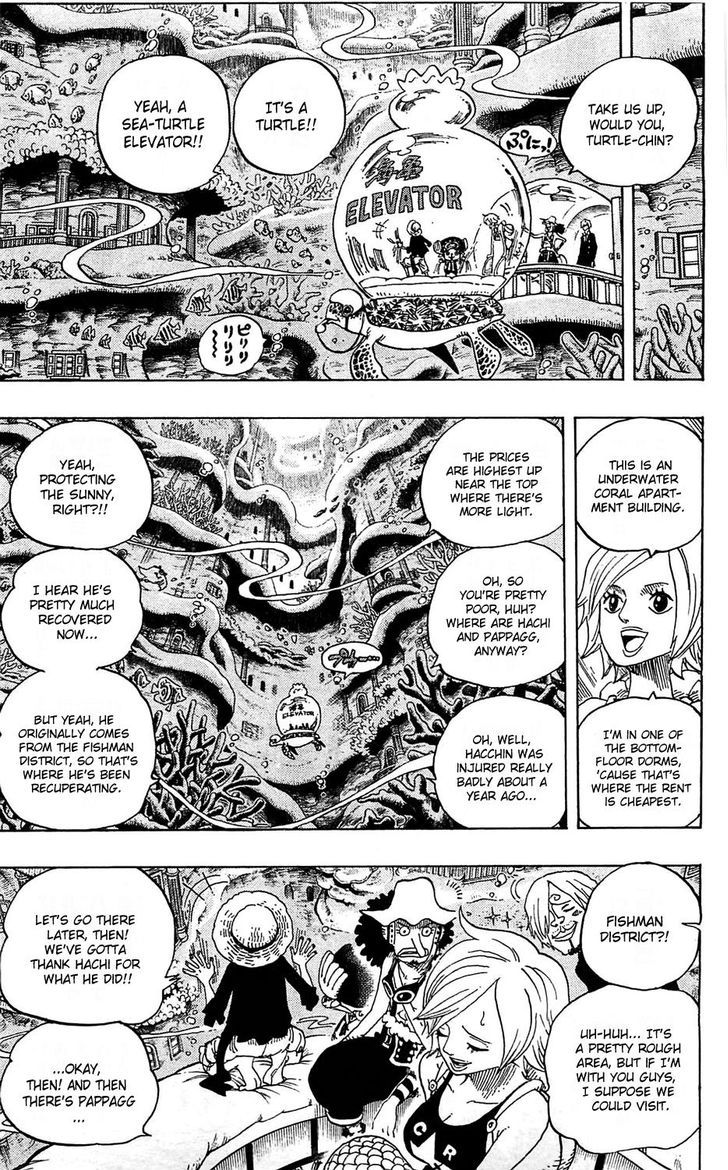 TAKE US UP,
WOULD YOU,
TURTLE-CHIN?
IT'S A
TURTLE!!
YEAH, A
SEA-TURTLE
ELEVATOR!!
ぷにっ!
海亀
ELEVATOR
ピリリ
リリリ
THIS IS AN
UNDERWATER
CORAL APART-
MENT BUILDING.
I'M IN ONE OF
THE BOTTOM-
FLOOR DORMS,
'CAUSE THAT'S
WHERE THE RENT
IS CHEAPEST.
THE PRICES
ARE HIGHEST UP
NEAR THE TOP
WHERE THERE'S
MORE LIGHT.
OH, SO
YOU'RE PRETTY
POOR, HUH?
WHERE ARE HACHI
AND PAPPAGG,
ANYWAY?
OH, WELL,
HACCHIN WAS
INJURED REALLY
BADLY ABOUT A
YEAR AGO...
ELEVATOR
YEAH,
PROTECTING
THE SUNNY,
RIGHT?!!
I HEAR HE'S
PRETTY MUCH
RECOVERED
NOW...
BUT YEAH, HE
ORIGINALLY COMES
FROM THE FISHMAN
DISTRICT, SO THAT'S
WHERE HE'S BEEN
RECUPERATING.
FISHMAN
DISTRICT?!
UH-HUH... IT'S
A PRETTY ROUGH
AREA, BUT IF I'M
WITH YOU GUYS,
I SUPPOSE WE
COULD VISIT.
LET'S GO THERE
LATER, THEN!
WE'VE GOTTA
THANK HACHI FOR
WHAT HE DID!!
...OKAY,
THEN! AND THEN
THERE'S PAPPAGG
...